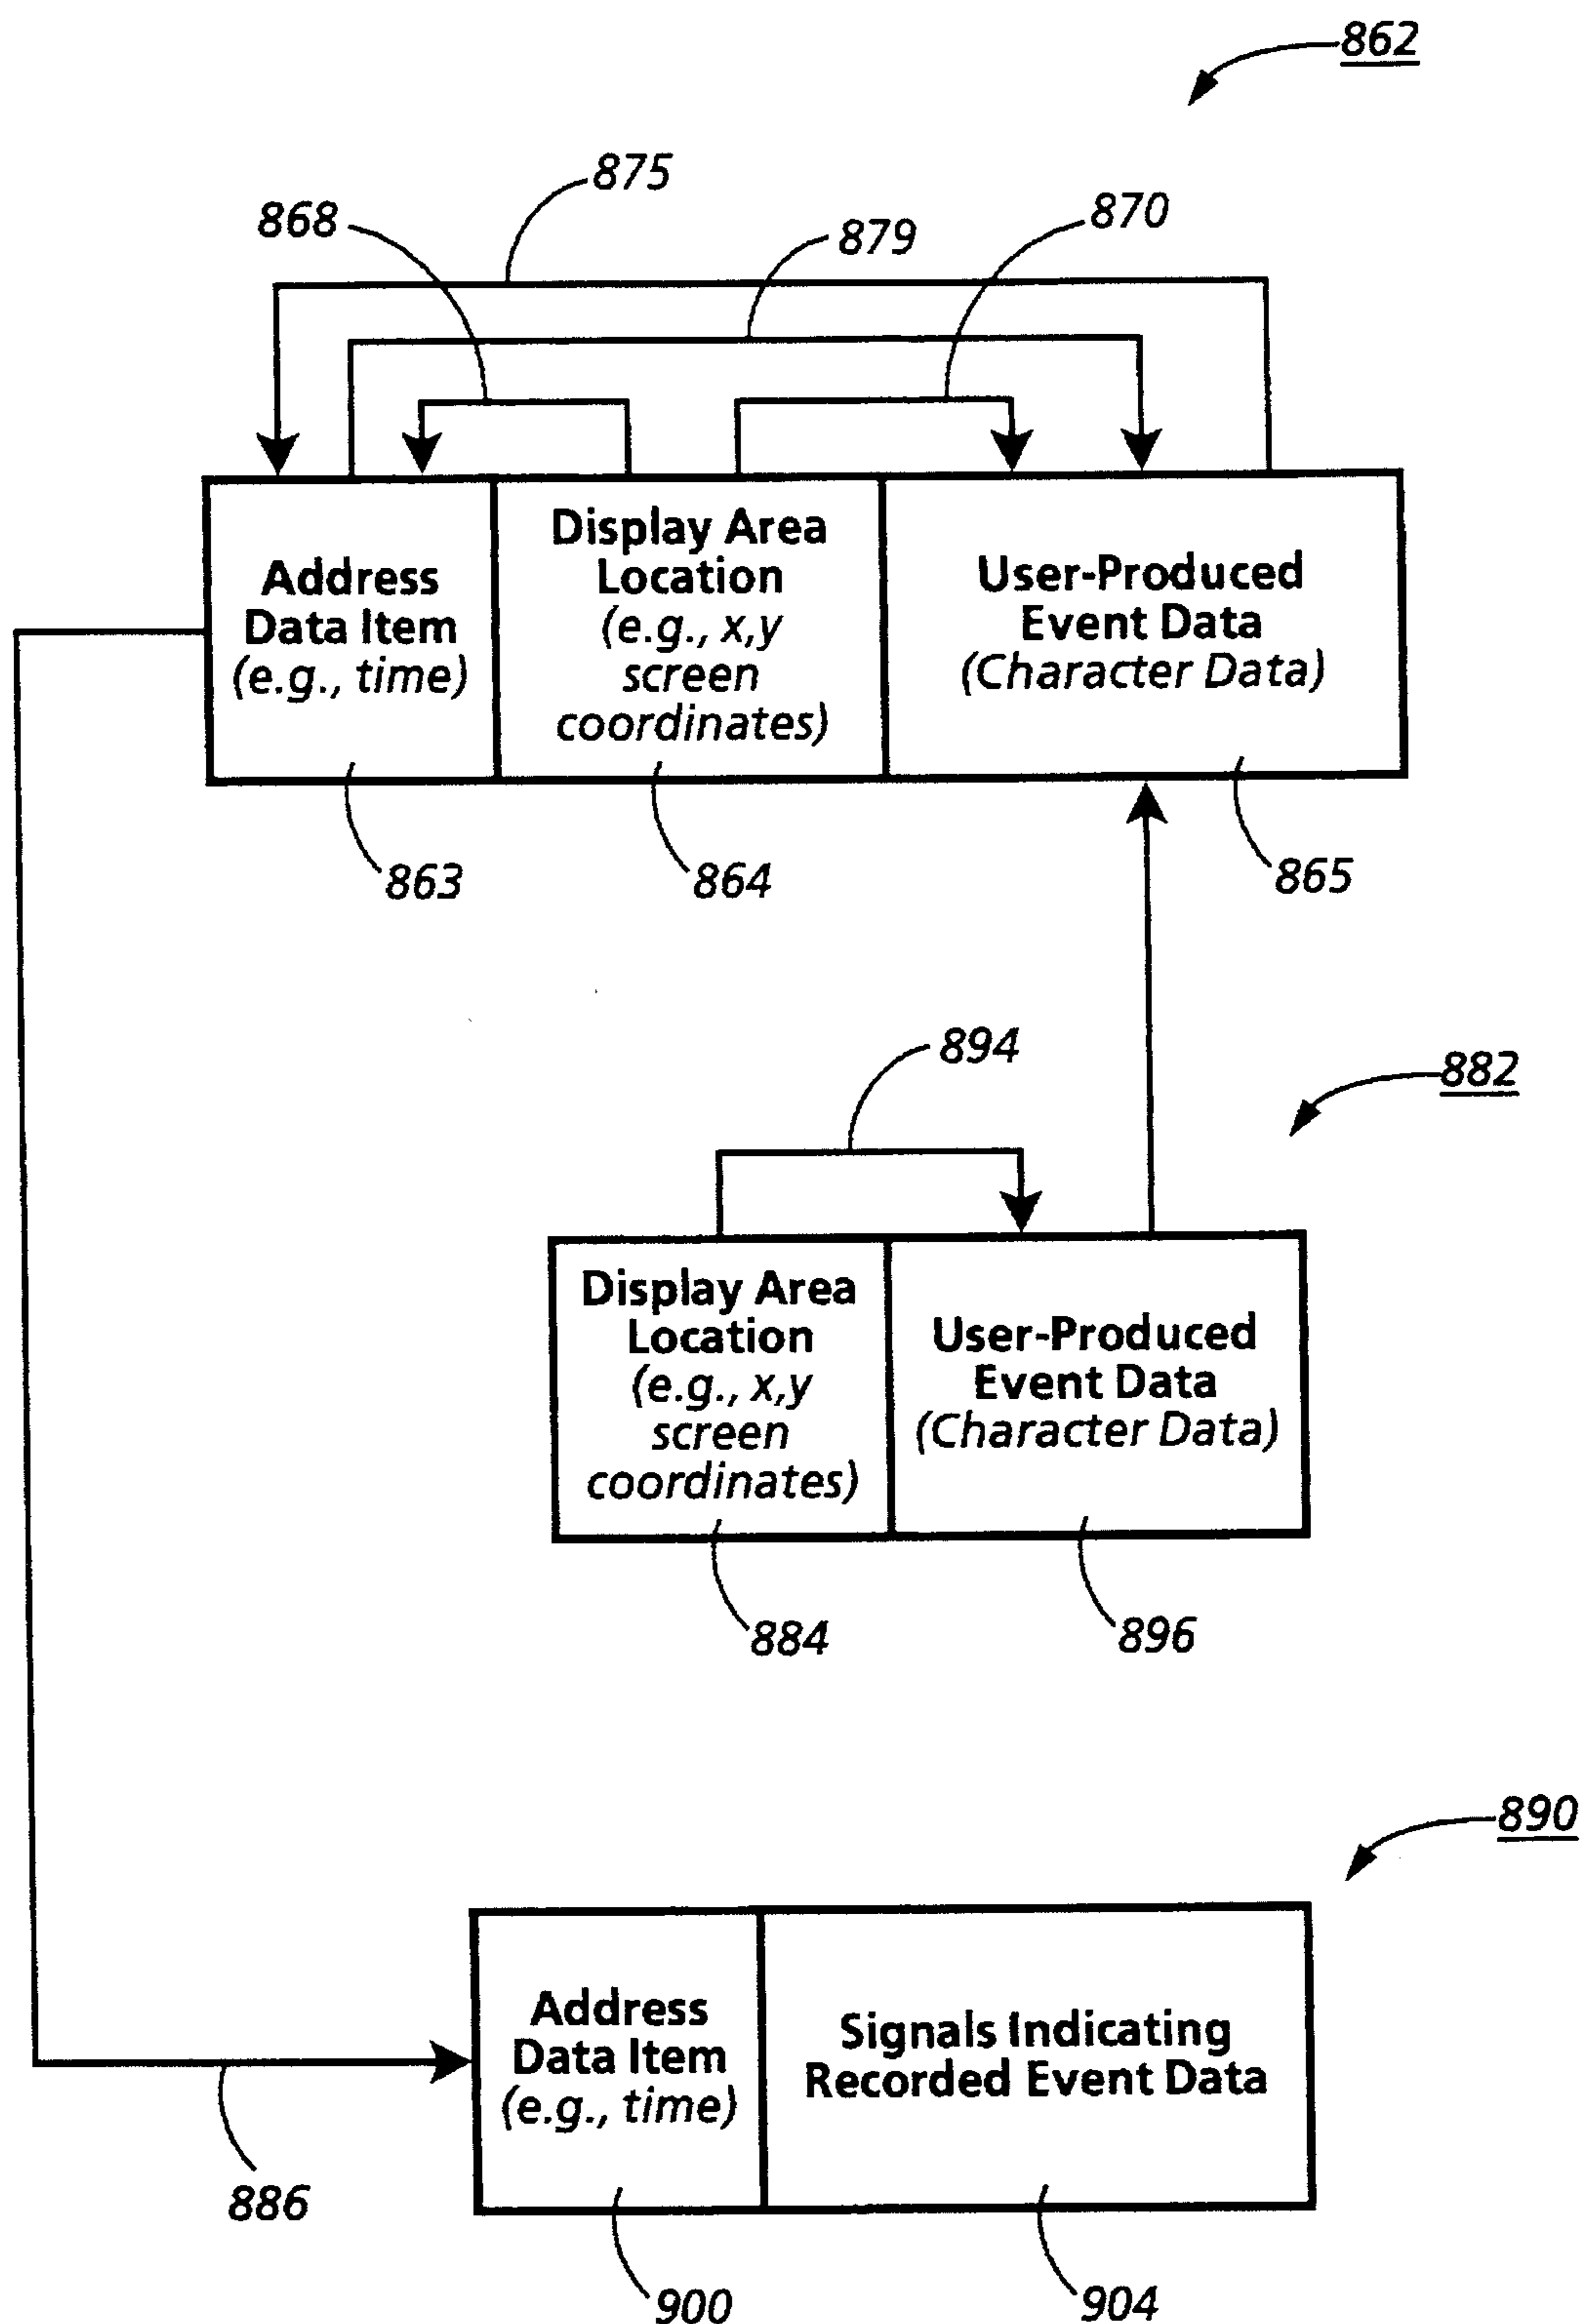 862
875
868
879
870
Address
Data Item
(e.g., time)
Display Area
Location
(e.g., x,y
screen
coordinates)
User-Produced
Event Data
(Character Data)
863
864
865
894
882
Display Area
Location
(e.g., x,y
screen
coordinates)
User-Produced
Event Data
(Character Data)
884
896
890
Address
Data Item
(e.g., time)
Signals Indicating
Recorded Event Data
886
900
904